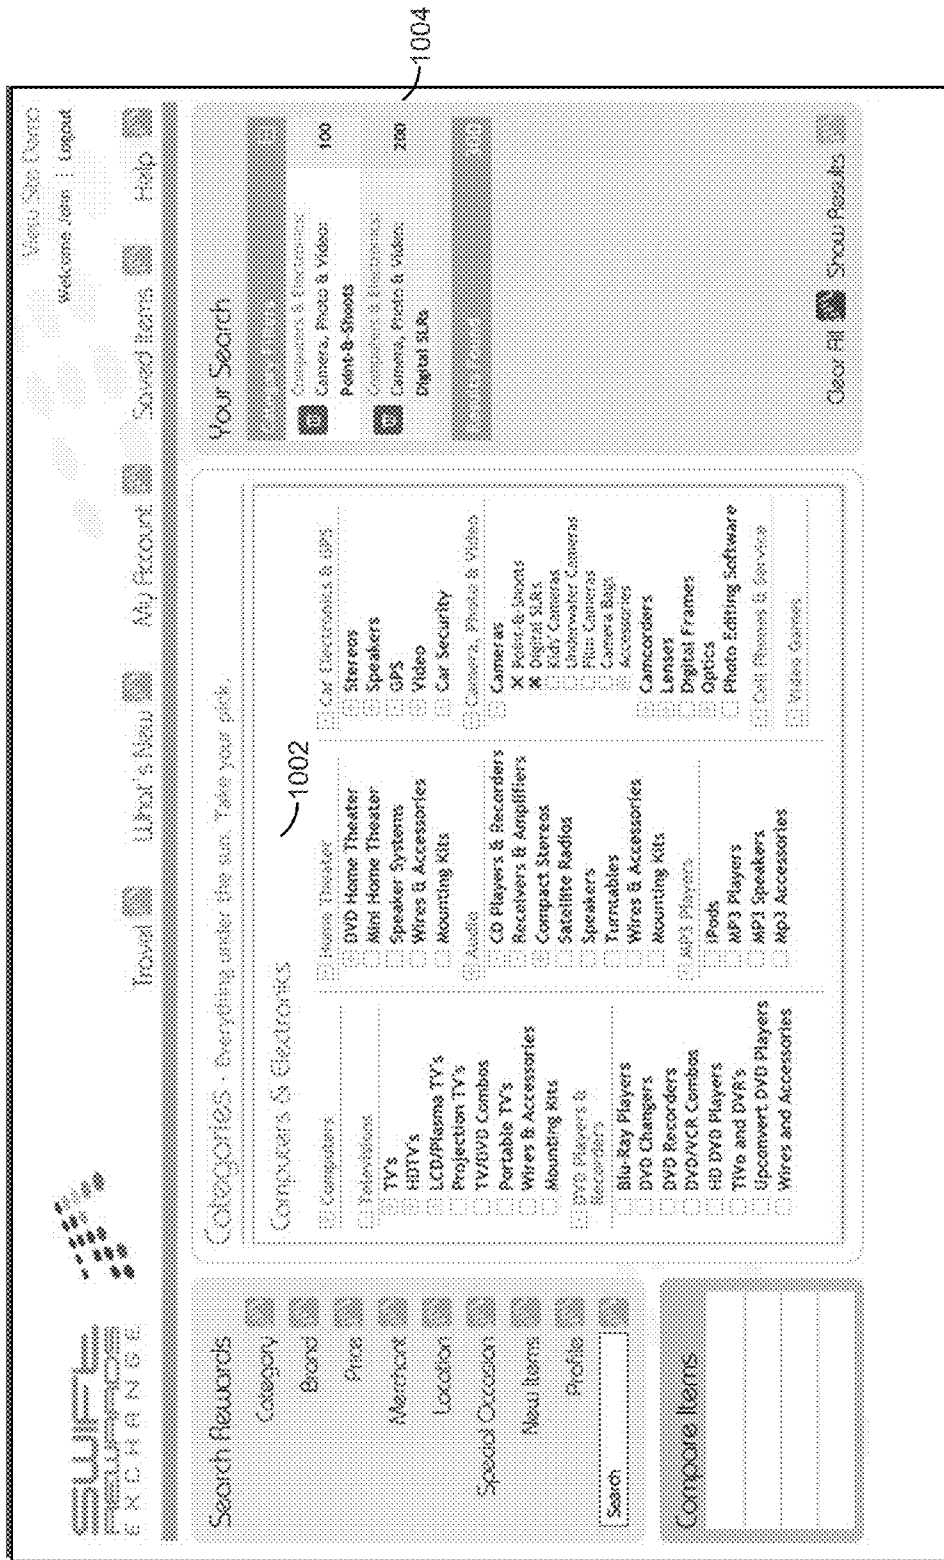 SWIFT
REWARDS
EXCHANGE
View Site Demo
Welcome John | Logout
Travel
What's New
My Account
Saved Items
Help
Search Rewards
Category
Brand
Price
Merchant
Location
Special Occasion
New Items
Profile
Search
Compare Items
Categories - Everything under the sun. Take your pick.
Computers & Electronics
1002
Computers
Televisions
TV's
HDTV's
LCD/Plasma TV's
Projection TV's
TV/DVD Combos
Portable TV's
Wires & Accessories
Mounting Kits
DVD Players &
Recorders
Blu-Ray Players
DVD Changers
DVD Recorders
DVD/VCR Combos
HD DVD Players
TiVo and DVR's
Upconvert DVD Players
Wires and Accessories
Home Theater
DVD Home Theater
Mini Home Theater
Speaker Systems
Wires & Accessories
Mounting Kits
Audio
CD Players & Recorders
Receivers & Amplifiers
Compact Stereos
Satellite Radios
Speakers
Turntables
Wires & Accessories
Mounting Kits
MP3 Players
iPods
MP3 Players
MP3 Speakers
Mp3 Accessories
Car Electronics & GPS
Stereos
Speakers
GPS
Video
Car Security
Camera, Photo & Video
Cameras
X Point & Shoots
X Digital SLRs
Kids' Cameras
Underwater Cameras
Film Cameras
Camera Bags
Accessories
Camcorders
Lenses
Digital Frames
Optics
Photo Editing Software
Cell Phones & Service
Video Games
Your Search
Computers & Electronics:
Camera, Photo & Video:
Point-&-Shoots
100
Computers & Electronics:
Camera, Photo & Video:
Digital SLRs
200
Clear All
Show Results
1004